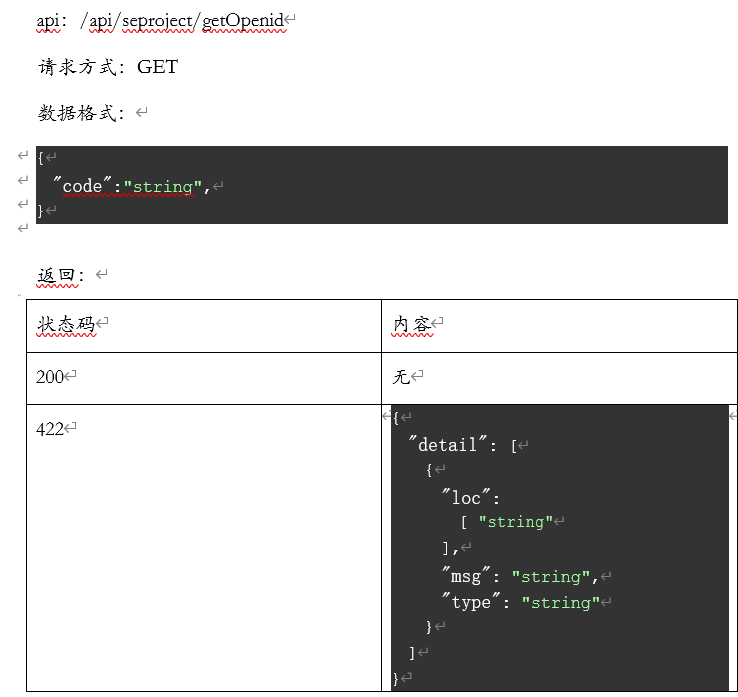 api：/api/seproject/getOpenid
请求方式：GET
数据格式：
{
"code":"string",
}
返回：
状态码 内容
200 无
422
{
"detail": [
{
"loc":
[ "string"
],
"msg": "string",
"type": "string"
}
]
}